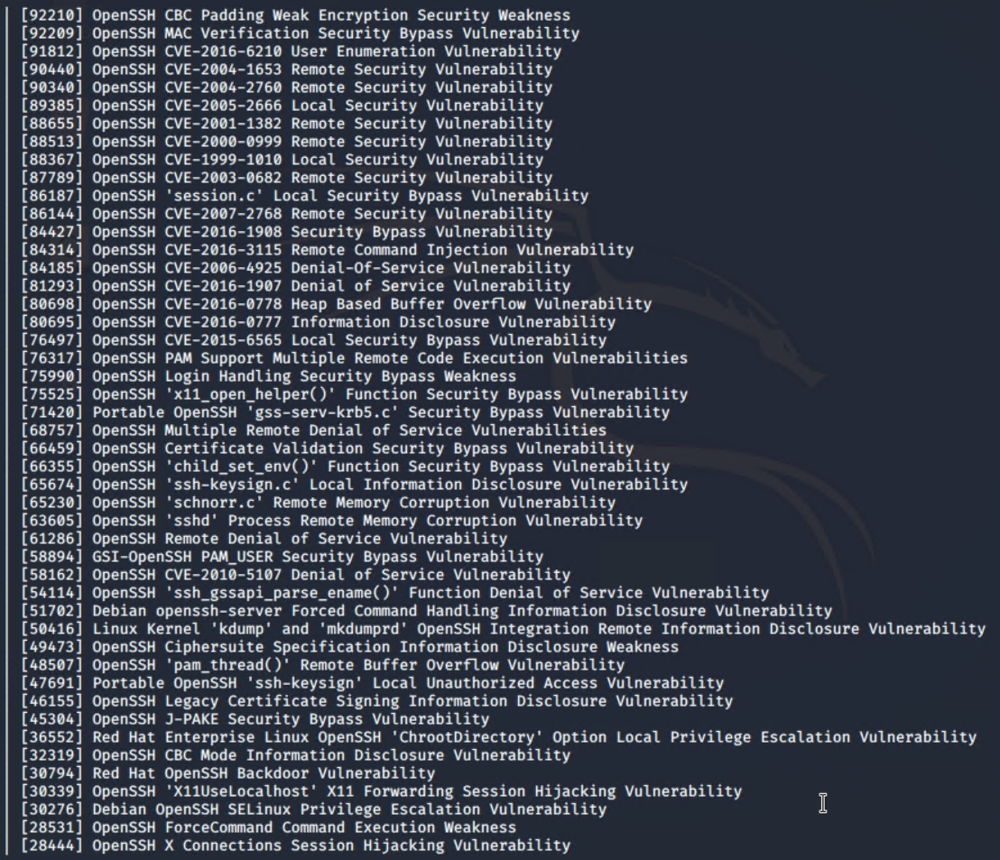 [92210] OpenSSH CBC Padding Weak Encryption Security Weakness
[92209] OpenSSH MAC Verification Security Bypass Vulnerability
[91812] OpenSSH CVE-2016-6210 User Enumeration Vulnerability
[90440] OpenSSH CVE-2004-1653 Remote Security Vulnerability
[90340] OpenSSH CVE-2004-2760 Remote Security Vulnerability
[89385] OpenSSH CVE-2005-2666 Local Security Vulnerability
[88655] OpenSSH CVE-2001-1382 Remote Security Vulnerability
[88513] OpenSSH CVE-2000-0999 Remote Security Vulnerability
[88367] OpenSSH CVE-1999-1010 Local Security Vulnerability
[87789] OpenSSH CVE-2003-0682 Remote Security Vulnerability
[86187] OpenSSH 'session.c' Local Security Bypass Vulnerability
[86144] OpenSSH CVE-2007-2768 Remote Security Vulnerability
[84427] OpenSSH CVE-2016-1908 Security Bypass Vulnerability
[84314] OpenSSH CVE-2016-3115 Remote Command Injection Vulnerability
[84185] OpenSSH CVE-2006-4925 Denial-Of-Service Vulnerability
[81293] OpenSSH CVE-2016-1907 Denial of Service Vulnerability
[80698] OpenSSH CVE-2016-0778 Heap Based Buffer Overflow Vulnerability
[80695] OpenSSH CVE-2016-0777 Information Disclosure Vulnerability
[76497] OpenSSH CVE-2015-6565 Local Security Bypass Vulnerability
[76317] OpenSSH PAM Support Multiple Remote Code Execution Vulnerabilities
[75990] OpenSSH Login Handling Security Bypass Weakness
[75525] OpenSSH 'x11_open_helper()' Function Security Bypass Vulnerability
[71420] Portable OpenSSH 'gss-serv-krb5.c' Security Bypass Vulnerability
[68757] OpenSSH Multiple Remote Denial of Service Vulnerabilities
[66459] OpenSSH Certificate Validation Security Bypass Vulnerability
[66355] OpenSSH 'child_set_env()' Function Security Bypass Vulnerability
[65674] OpenSSH 'ssh-keysign.c' Local Information Disclosure Vulnerability
[65230] OpenSSH 'schnorr.c' Remote Memory Corruption Vulnerability
[63605] OpenSSH 'sshd' Process Remote Memory Corruption Vulnerability
[61286] OpenSSH Remote Denial of Service Vulnerability
[58894] GSI-OpenSSH PAM_USER Security Bypass Vulnerability
[58162] OpenSSH CVE-2010-5107 Denial of Service Vulnerability
[54114] OpenSSH 'ssh_gssapi_parse_ename()' Function Denial of Service Vulnerability
[51702] Debian openssh-server Forced Command Handling Information Disclosure Vulnerability
[50416] Linux Kernel 'kdump' and 'mkdumprd' OpenSSH Integration Remote Information Disclosure Vulnerability
[49473] OpenSSH Ciphersuite Specification Information Disclosure Weakness
[48507] OpenSSH 'pam_thread()' Remote Buffer Overflow Vulnerability
[47691] Portable OpenSSH 'ssh-keysign' Local Unauthorized Access Vulnerability
[46155] OpenSSH Legacy Certificate Signing Information Disclosure Vulnerability
[45304] OpenSSH J-PAKE Security Bypass Vulnerability
[36552] Red Hat Enterprise Linux OpenSSH 'ChrootDirectory' Option Local Privilege Escalation Vulnerability
[32319] OpenSSH CBC Mode Information Disclosure Vulnerability
[30794] Red Hat OpenSSH Backdoor Vulnerability
[30339] OpenSSH 'X11UseLocalhost' X11 Forwarding Session Hijacking Vulnerability
[30276] Debian OpenSSH SELinux Privilege Escalation Vulnerability
[28531] OpenSSH ForceCommand Command Execution Weakness
[28444] OpenSSH X Connections Session Hijacking Vulnerability